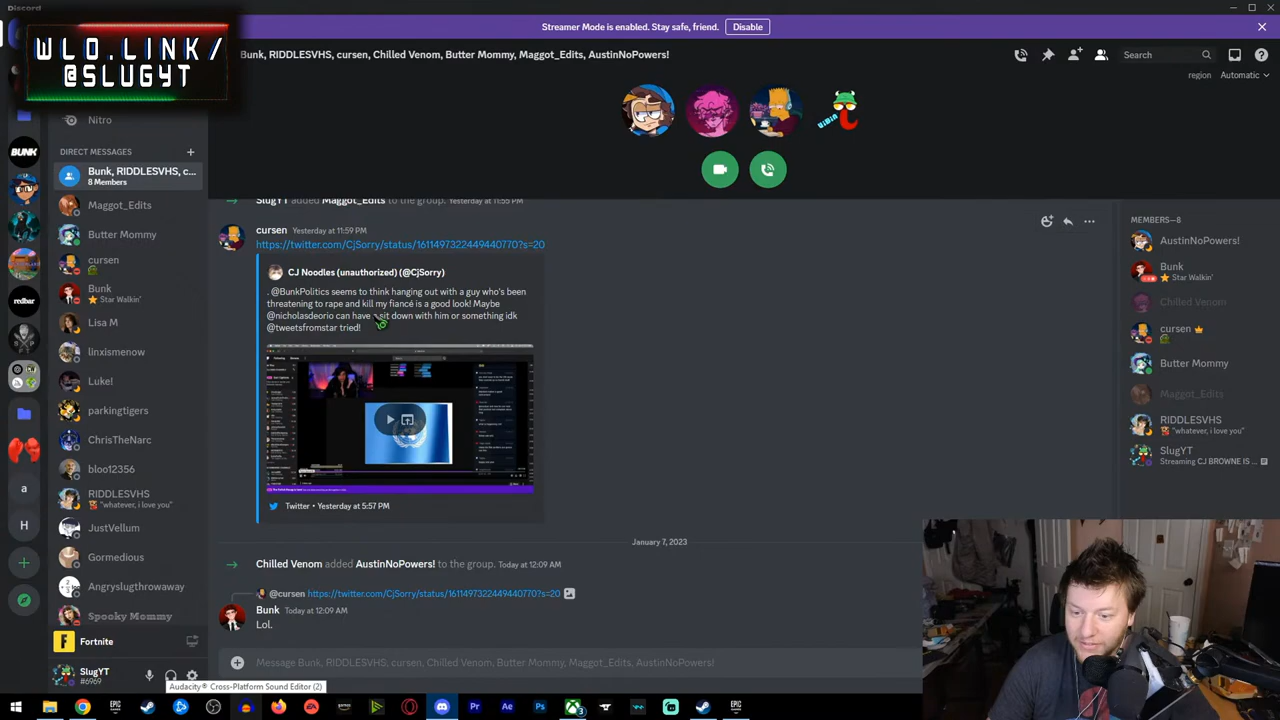 Discord
WLO.LINK/
@SLUGYT
Streamer Mode is enabled. Stay safe, friend.
Disable
Bunk, RIDDLESVHS, cursen, Chilled Venom, Butter Mommy, Maggot_Edits, AustinNoPowers!
Search
region
Automatic
Nitro
DIRECT MESSAGES
Bunk, RIDDLESVHS, c...
8 Members
Maggot_Edits
Butter Mommy
cursen
Bunk
Star Walkin'
Lisa M
linxismenow
Luke!
parkingtigers
ChrisTheNarc
bloo12356
RIDDLESVHS
"whatever, i love you"
JustVellum
Gormedious
Angryslugthrowaway
Spocky Mommy
Fortnite
SlugYT
#6969
BUNK
redbar
a
H
SlugYT added Maggot_Edits to the group. Yesterday at 11:55 PM
cursen Yesterday at 11:59 PM
https://twitter.com/CjSorry/status/1611497322449440770?s=20
CJ Noodles (unauthorized) (@CjSorry)
. @BunkPolitics seems to think hanging out with a guy who's been
threatening to rape and kill my fiancé is a good look! Maybe
@nicholasdeorio can have a sit down with him or something idk
@tweetsfromstar tried!
Twitter • Yesterday at 5:57 PM
January 7, 2023
Chilled Venom added AustinNoPowers! to the group. Today at 12:09 AM
@cursen https://twitter.com/CjSorry/status/1611497322449440770?s=20
Bunk Today at 12:09 AM
Lol.
Message Bunk, RIDDLESVHS, cursen, Chilled Venom, Butter Mommy, Maggot_Edits, AustinNoPowers!
Audacity® Cross-Platform Sound Editor (2)
MEMBERS—8
AustinNoPowers!
Bunk
Star Walkin'
Chilled Venom
cursen
Butter Mommy
Maggot_Edits
RIDDLESVHS
"whatever, i love you"
SlugYT
Streaming CJ BROWNE IS ...